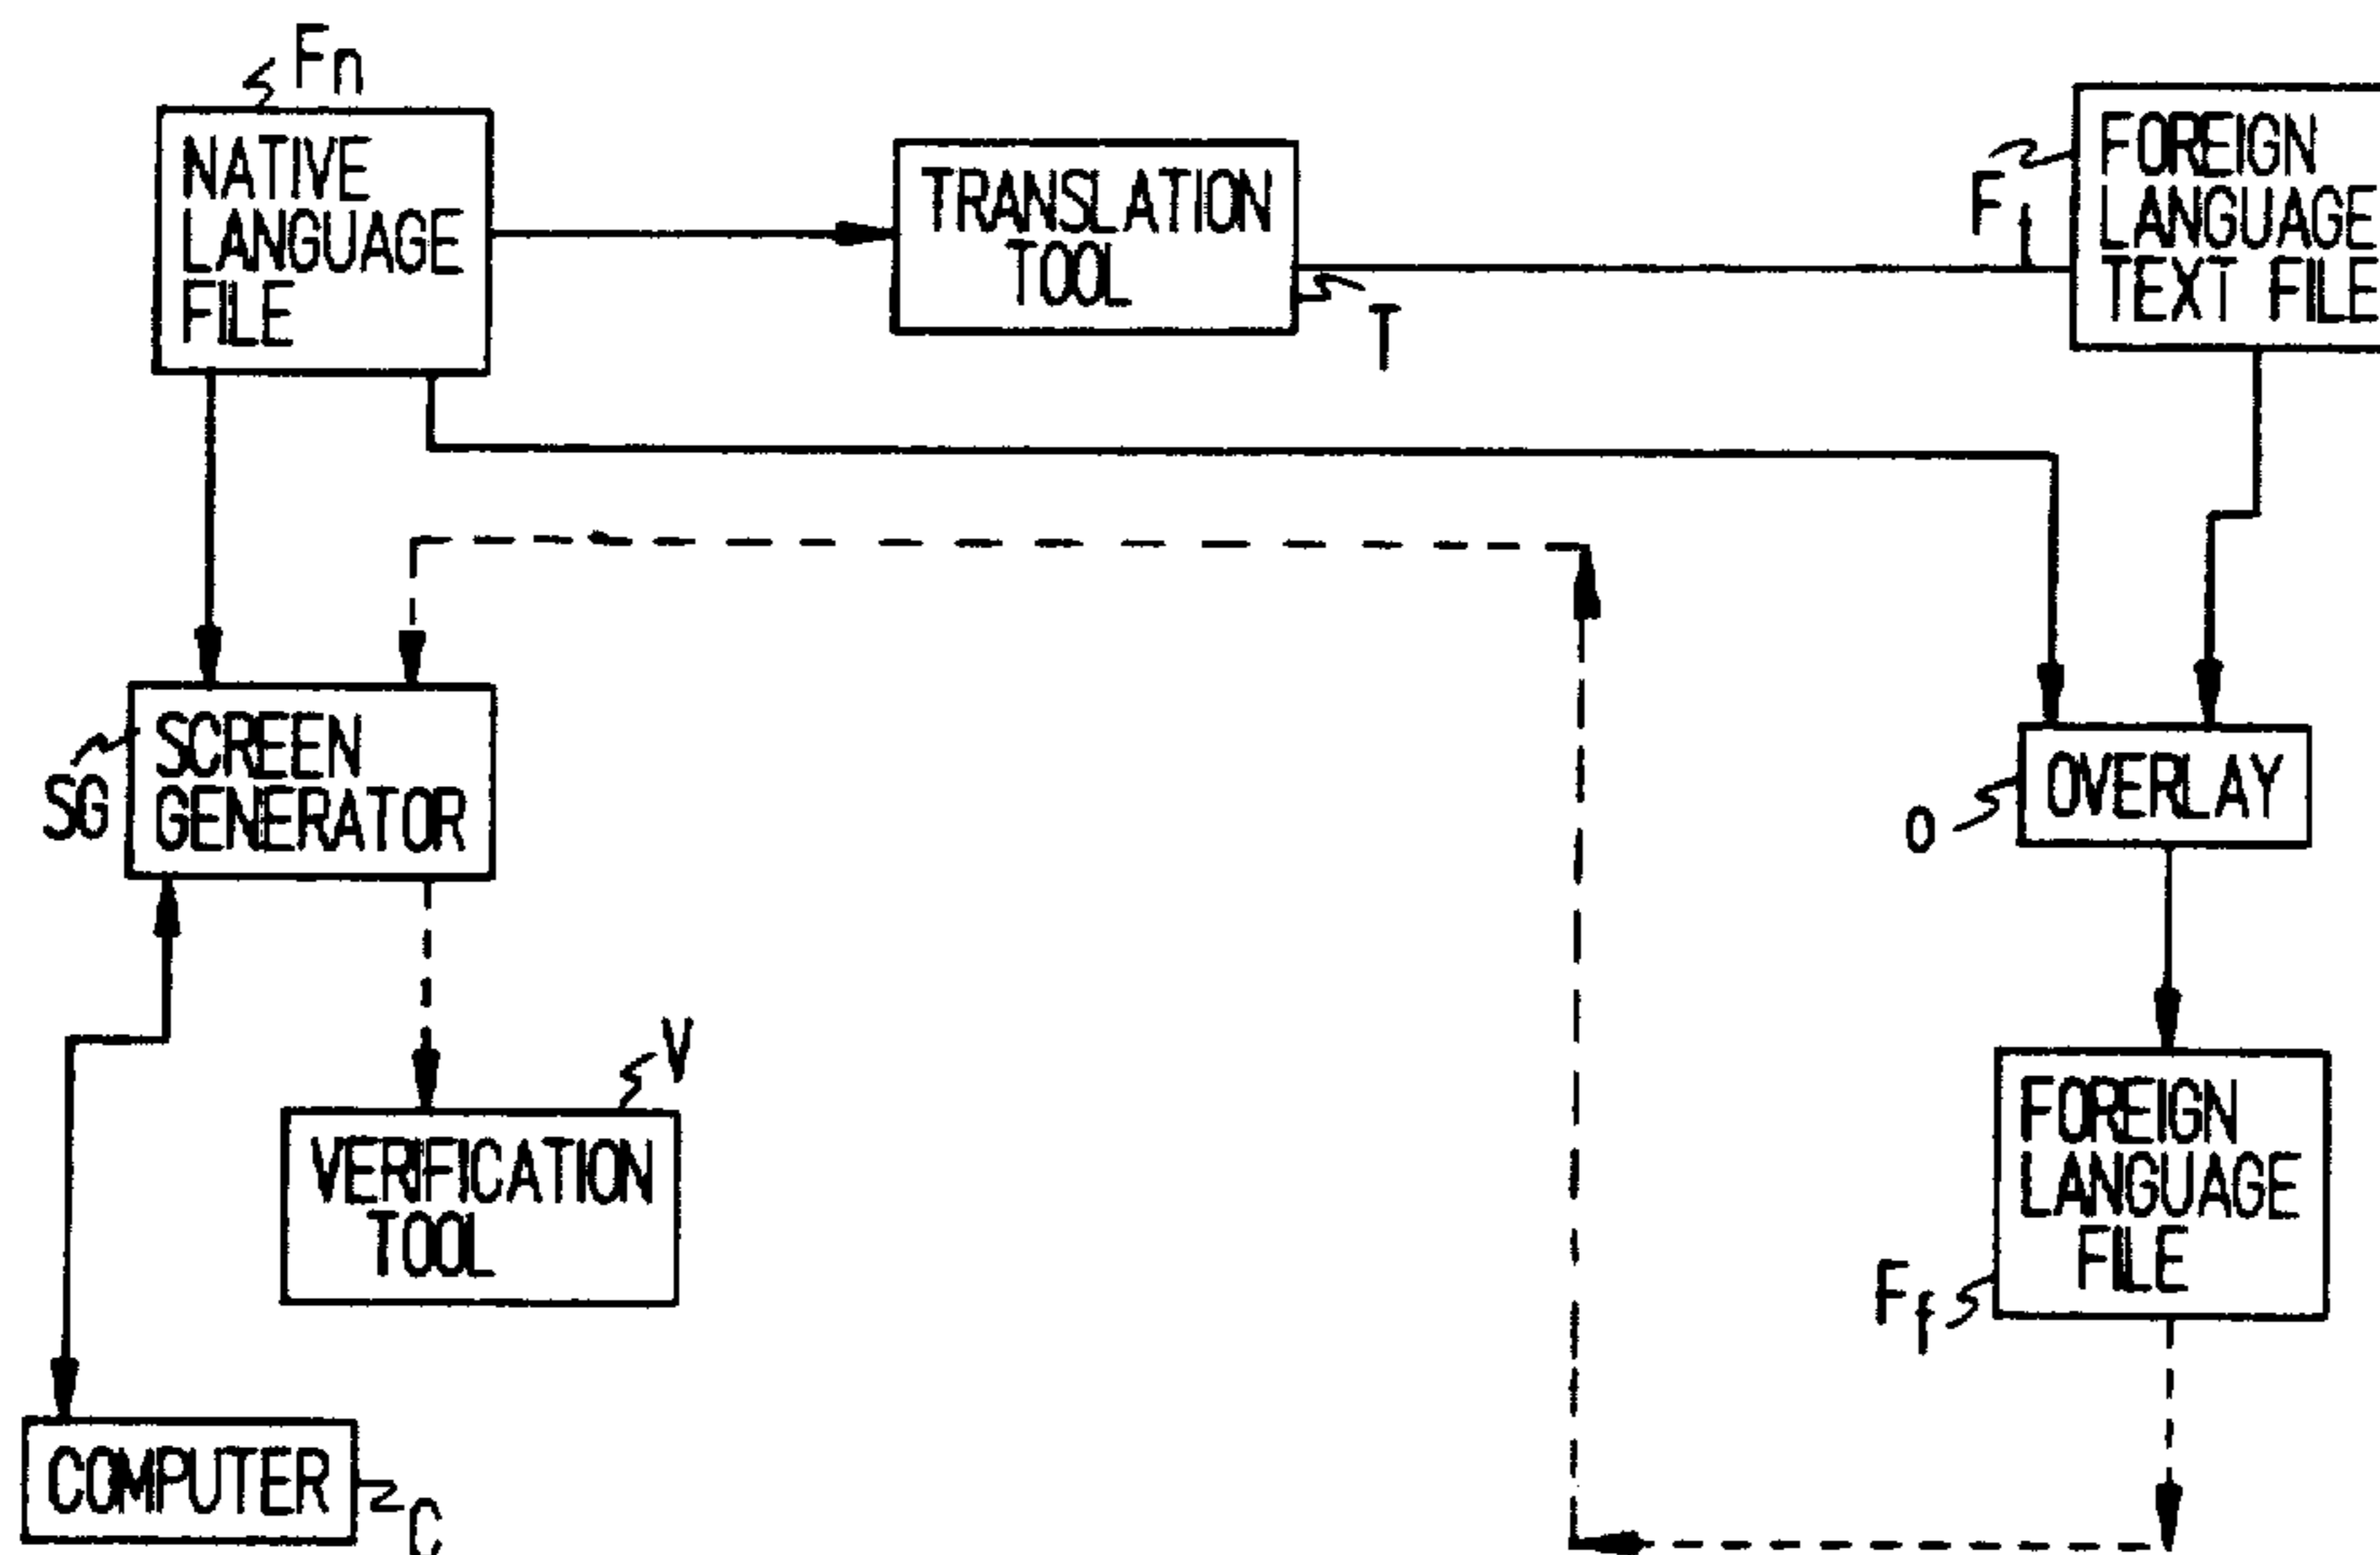 Fn
NATIVE
LANGUAGE
FILE
TRANSLATION
TOOL
T
FOREIGN
LANGUAGE
TEXT FILE
F
SCREEN
GENERATOR
SG
OVERLAY
O
V
VERIFICATION
TOOL
FOREIGN
LANGUAGE
FILE
Ff
COMPUTER
C